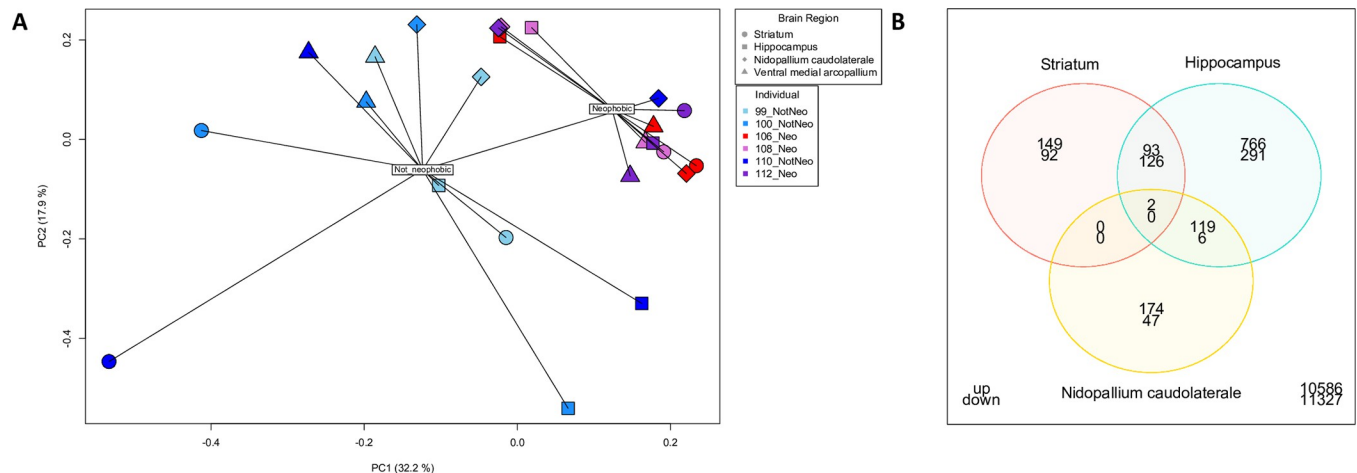 A
0.2
0.0
-0.2
-0.4
PC2 (17.9 %)
Neophobic
Not_neophobic
-0.4
-0.2
0.0
0.2
PC1 (32.2 %)
Brain Region
Striatum
Hippocampus
Nidopallium caudolaterale
Ventral medial arcopallium
Individual
99_NotNeo
100_NotNeo
106_Neo
108_Neo
110_NotNeo
112_Neo
B
Striatum
Hippocampus
149
92
93
126
766
291
2
0
0
0
119
6
174
47
up
down
Nidopallium caudolaterale
10586
11327